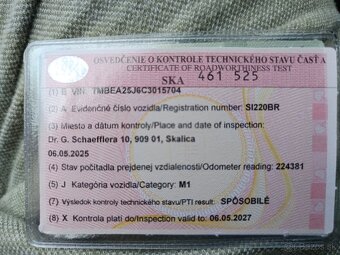 OSVEDČENIE O KONTROLE TECHNICKÉHO STAVU ČASŤ A
CERTIFICATE OF ROADWORTHINESS TEST
SKA 461 525
(1) E VIN: TMBEA25J6C3015704
(2) A Evidenčné číslo vozidla/Registration number: SI220BR
(3) Miesto a dátum kontroly/Place and date of inspection:
Dr. G. Schaefflera 10, 909 01, Skalica
06.05.2025
(4) Stav počítadla prejdenej vzdialenosti/Odometer reading: 224381
(5) J Kategória vozidla/Category: M1
(7) Výsledok kontroly technického stavu/PTI result: SPÔSOBILÉ
(8) X Kontrola platí do/Inspection valid to: 06.05.2027